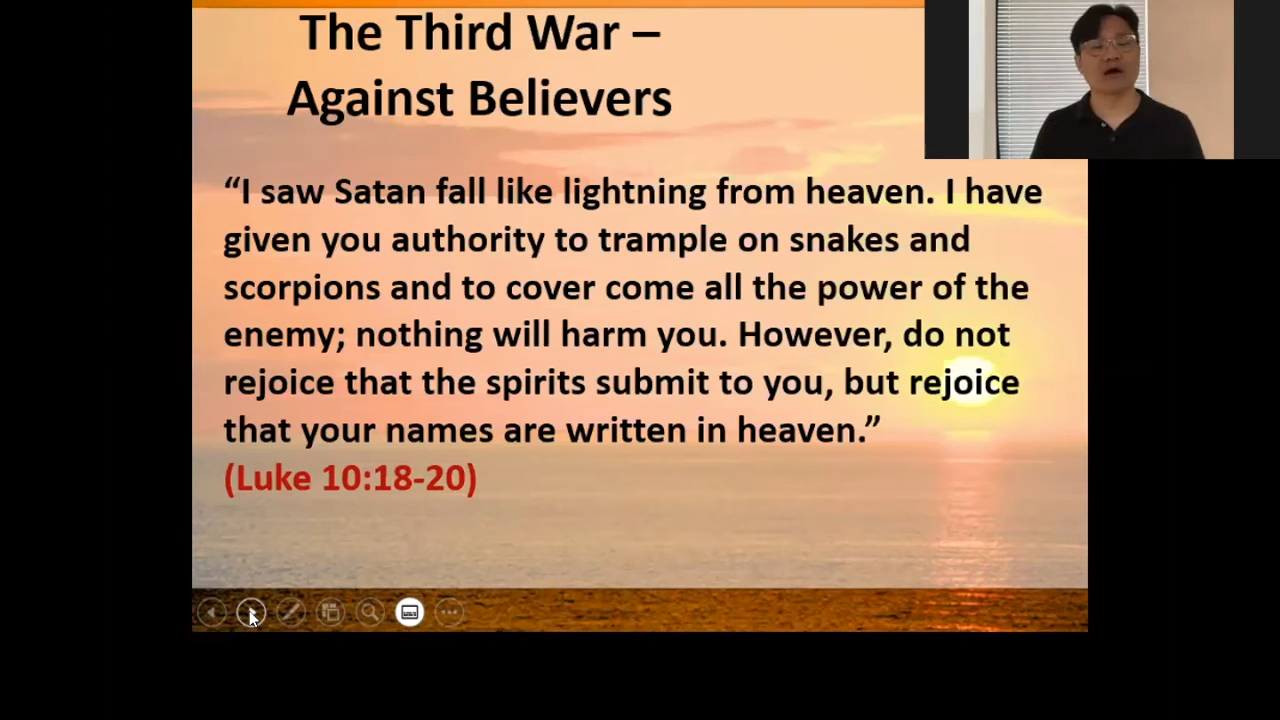 The Third War –
Against Believers
“I saw Satan fall like lightning from heaven. I have
given you authority to trample on snakes and
scorpions and to cover come all the power of the
enemy; nothing will harm you. However, do not
rejoice that the spirits submit to you, but rejoice
that your names are written in heaven.”
(Luke 10:18-20)